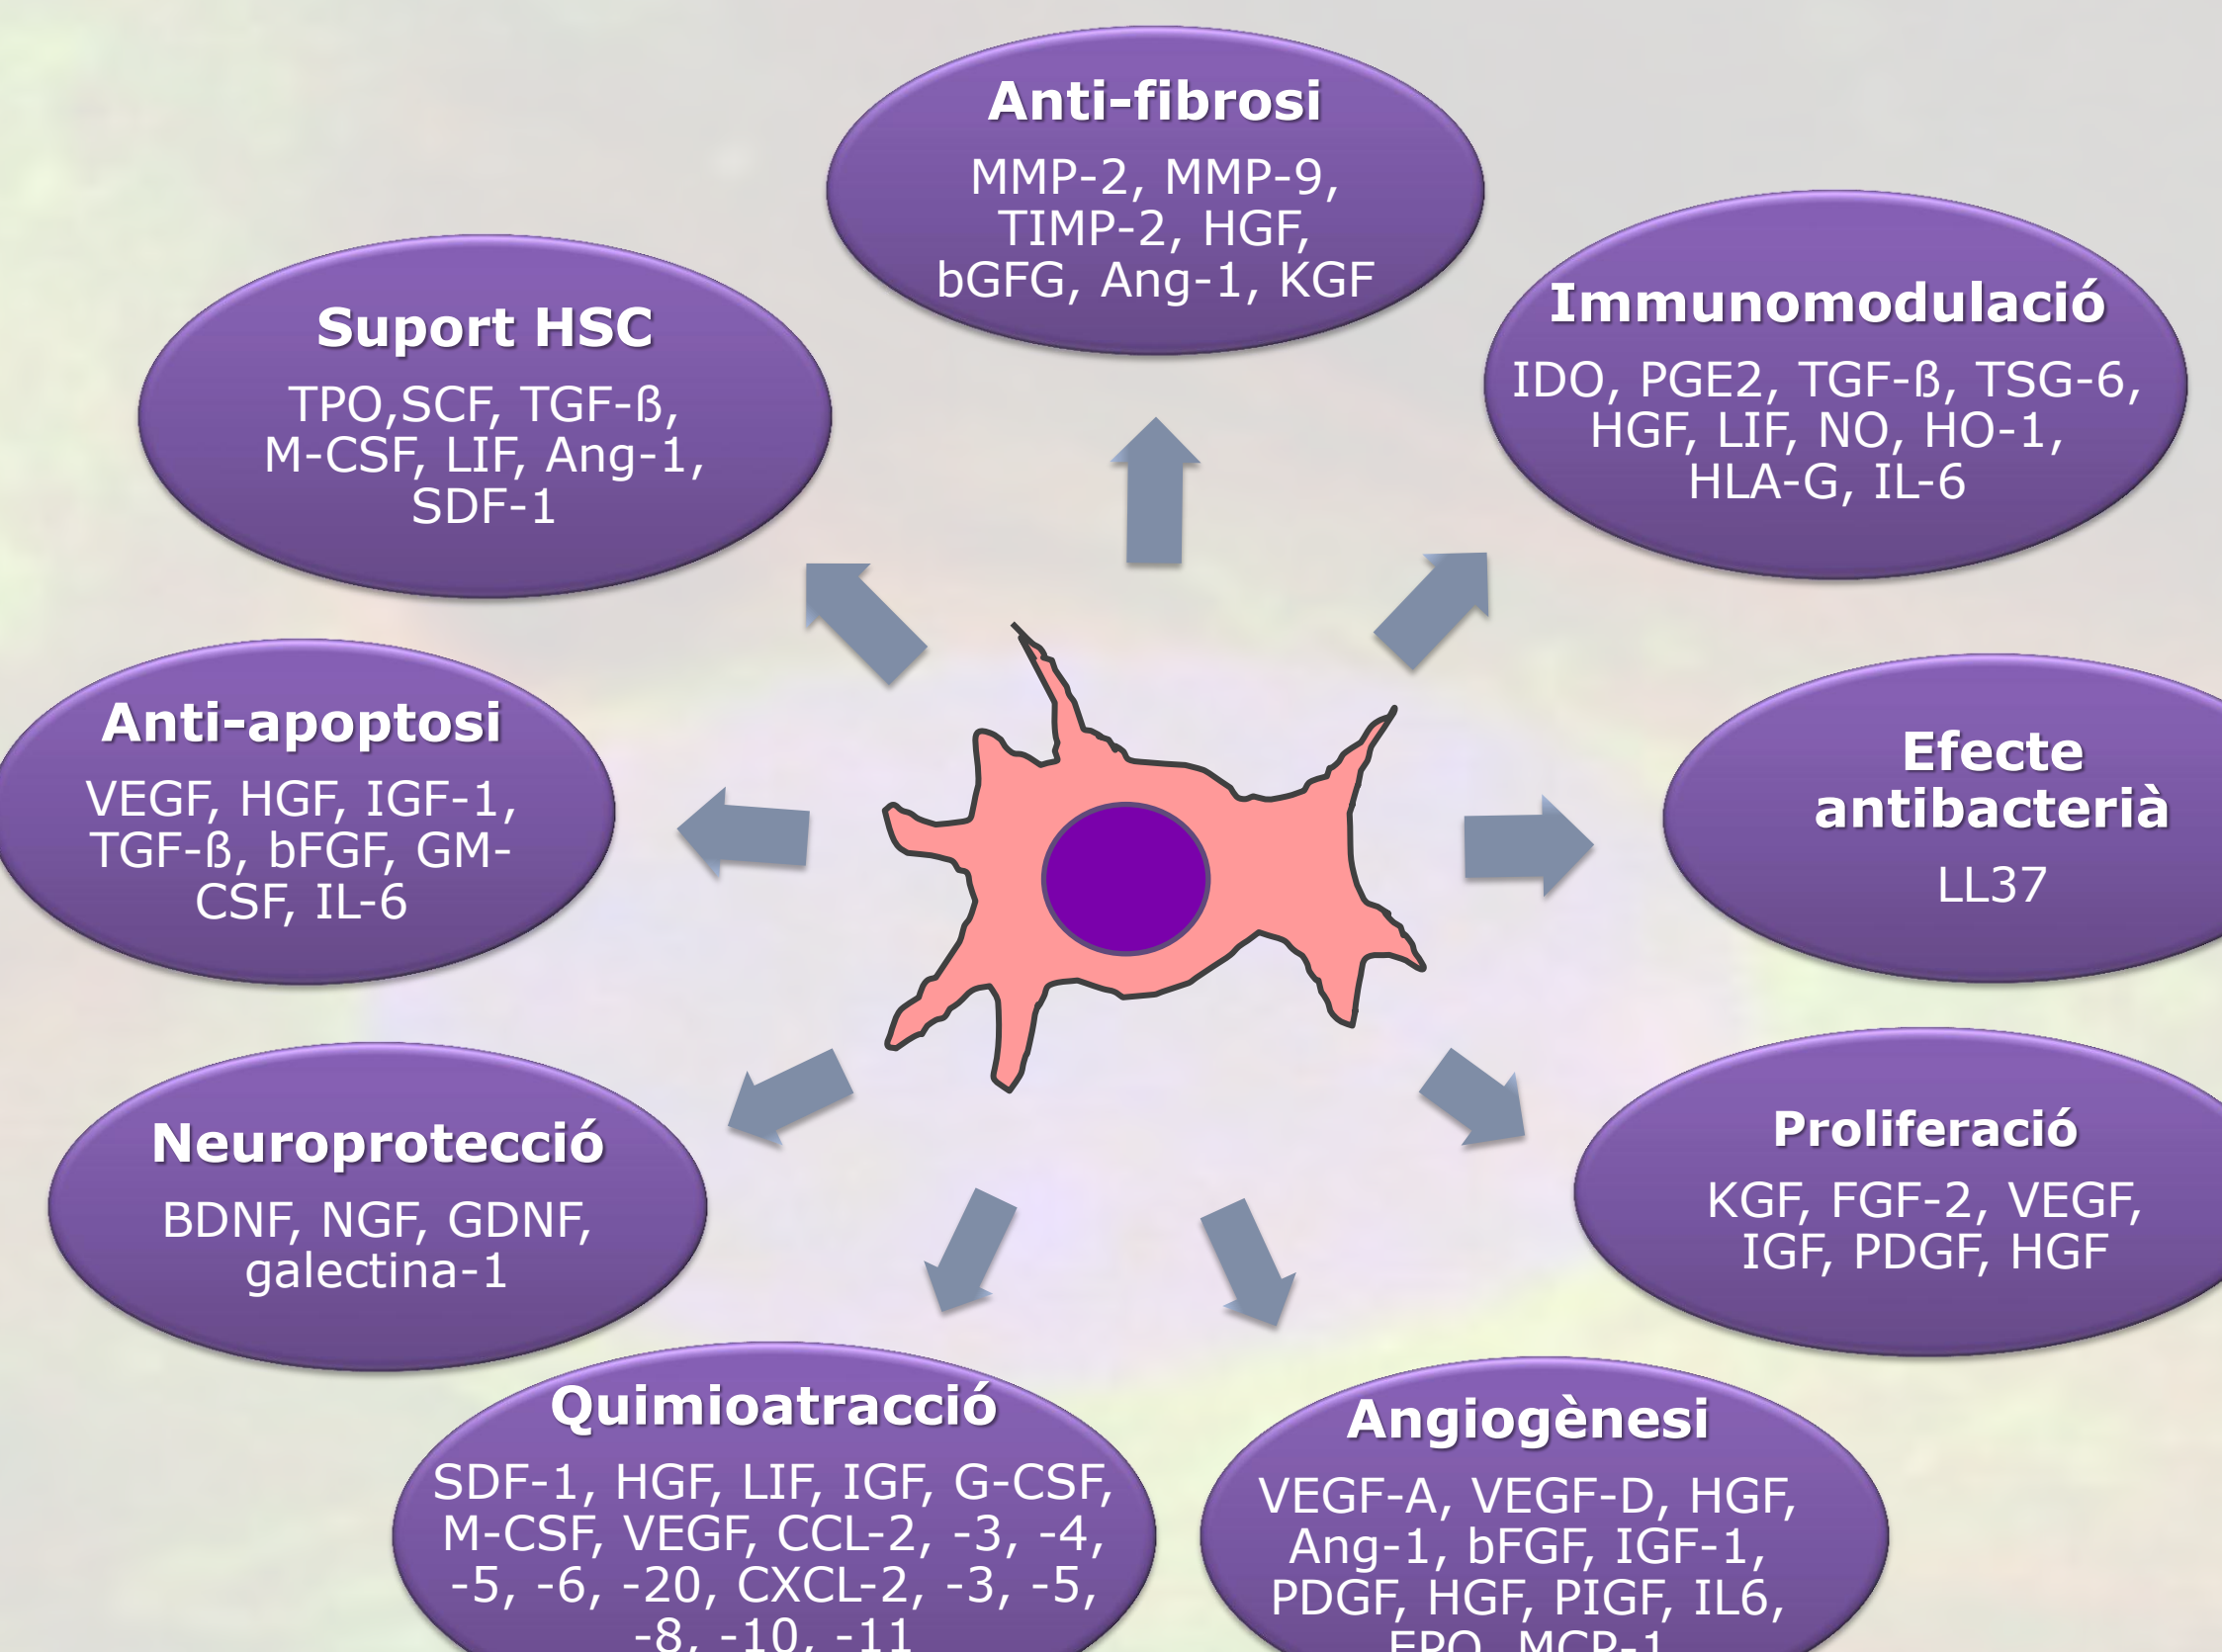 Anti-fibrosi
MMP-2, MMP-9,
TIMP-2, HGF,
bGFG, Ang-1, KGF
Suport HSC
TPO,SCF, TGF-ß,
M-CSF, LIF, Ang-1,
SDF-1
Immunomodulació
IDO, PGE2, TGF-ß, TSG-6,
HGF, LIF, NO, HO-1,
HLA-G, IL-6
Anti-apoptosi
VEGF, HGF, IGF-1,
TGF-ß, bFGF, GM-
CSF, IL-6
Efecte
antibacterià
LL37
Neuroprotecció
BDNF, NGF, GDNF,
galectina-1
Proliferació
KGF, FGF-2, VEGF,
IGF, PDGF, HGF
Quimioatracció
SDF-1, HGF, LIF, IGF, G-CSF,
M-CSF, VEGF, CCL-2, -3, -4,
-5, -6, -20, CXCL-2, -3, -5,
-8, -10, -11
Angiogènesi
VEGF-A, VEGF-D, HGF,
Ang-1, bFGF, IGF-1,
PDGF, HGF, PIGF, IL6,
EPO, MCP-1